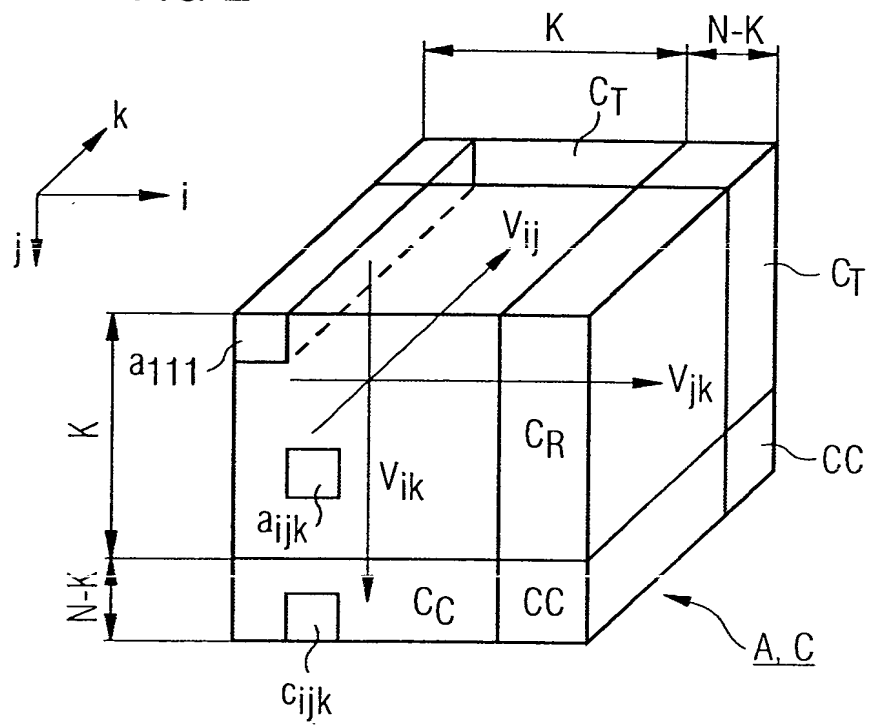 K
N-K
C_T
k
i
j
V_ij
C_T
a_111
V_jk
K
C_R
CC
V_ik
a_ijk
N-K
C_C
CC
A, C
c_ijk